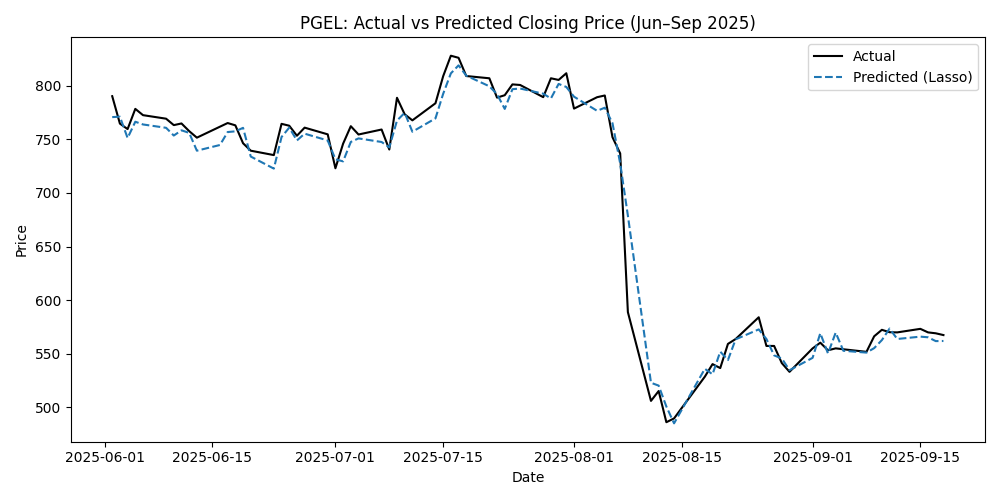 PGEL: Actual vs Predicted Closing Price (Jun–Sep 2025)
Actual
Predicted (Lasso)
Price
800
750
700
650
600
550
500
2025-06-01 2025-06-15 2025-07-01 2025-07-15 2025-08-01 2025-08-15 2025-09-01 2025-09-15
Date